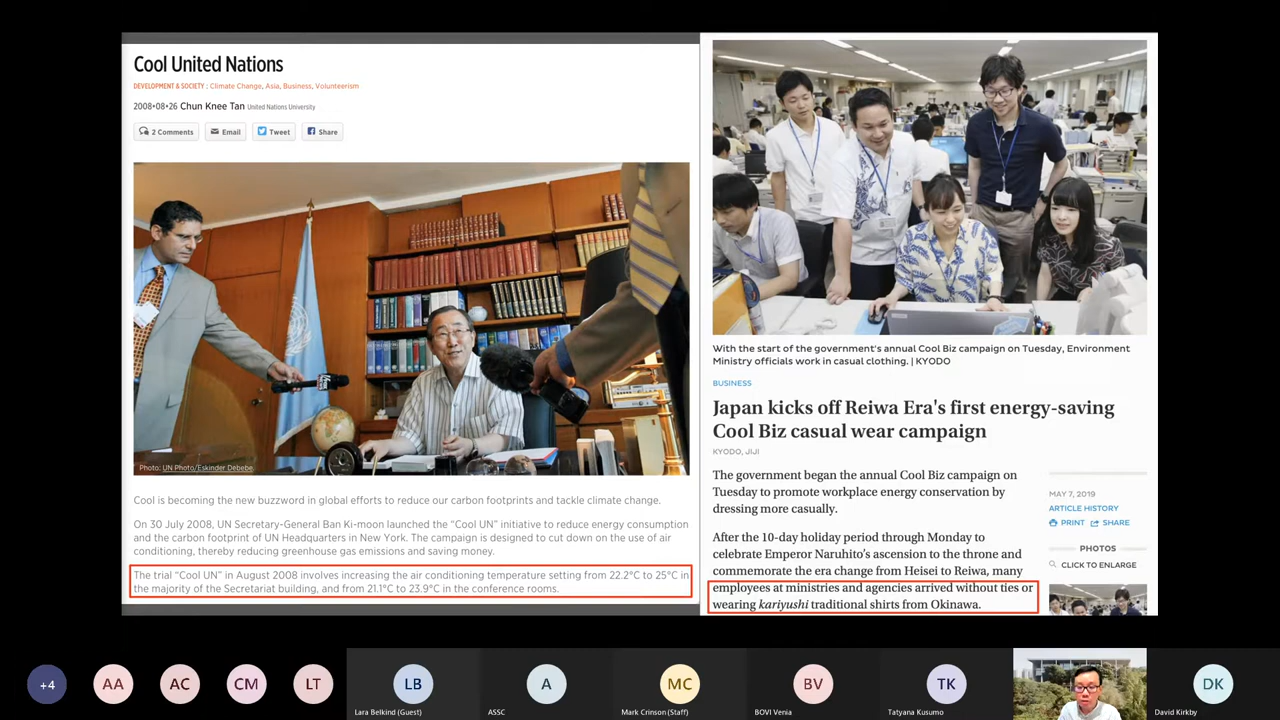 Cool United Nations
DEVELOPMENT & SOCIETY : Climate Change, Asia, Business, Volunteerism
2008•08•26 Chun Knee Tan United Nations University
2 Comments
Email
Tweet
Share
Photo: UN Photo/Eskinder Debebe
Cool is becoming the new buzzword in global efforts to reduce our carbon footprints and tackle climate change.
On 30 July 2008, UN Secretary-General Ban Ki-moon launched the “Cool UN” initiative to reduce energy consumption
and the carbon footprint of UN Headquarters in New York. The campaign is designed to cut down on the use of air
conditioning, thereby reducing greenhouse gas emissions and saving money.
The trial “Cool UN” in August 2008 involves increasing the air conditioning temperature setting from 22.2°C to 25°C in
the majority of the Secretariat building, and from 21.1°C to 23.9°C in the conference rooms.
With the start of the government's annual Cool Biz campaign on Tuesday, Environment
Ministry officials work in casual clothing. | KYODO
BUSINESS
Japan kicks off Reiwa Era's first energy-saving
Cool Biz casual wear campaign
KYODO, JIJI
The government began the annual Cool Biz campaign on
Tuesday to promote workplace energy conservation by
dressing more casually.
After the 10-day holiday period through Monday to
celebrate Emperor Naruhito's ascension to the throne and
commemorate the era change from Heisei to Reiwa, many
employees at ministries and agencies arrived without ties or
wearing kariyushi traditional shirts from Okinawa.
MAY 7, 2019
ARTICLE HISTORY
PRINT
SHARE
PHOTOS
CLICK TO ENLARGE
+4
AA
AC
CM
LT
LB
A
MC
BV
TK
DK
Lara Belkind (Guest)
ASSC
Mark Crinson (Staff)
BOVI Venia
Tatyana Kusumo
David Kirkby